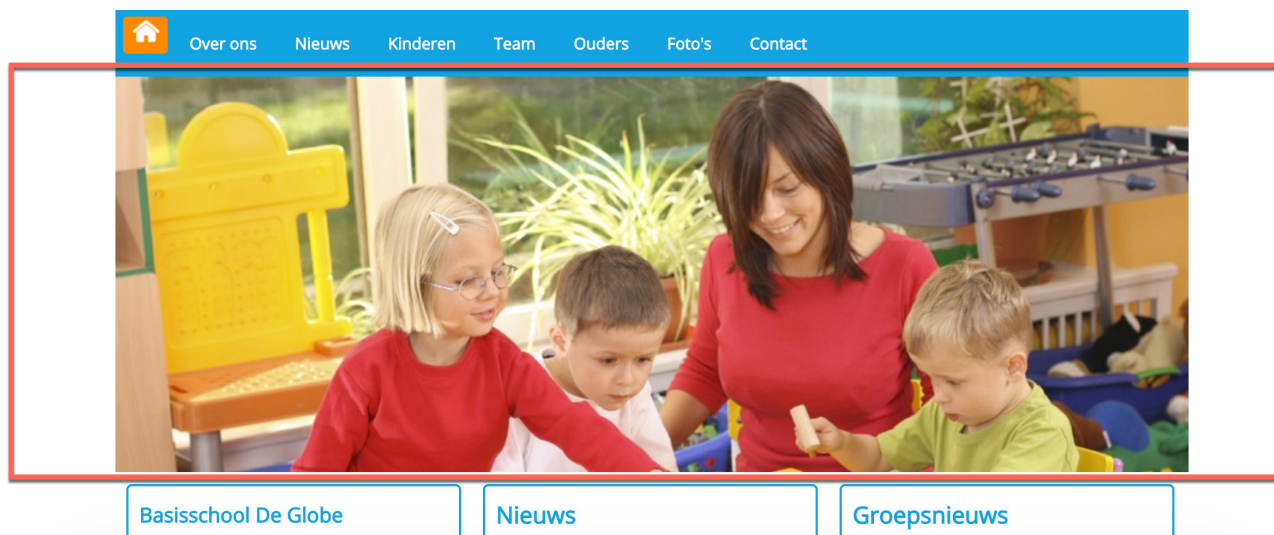 Over ons Nieuws Kinderen Team Ouders Foto's Contact
Basisschool De Globe
Nieuws
Groepsnieuws